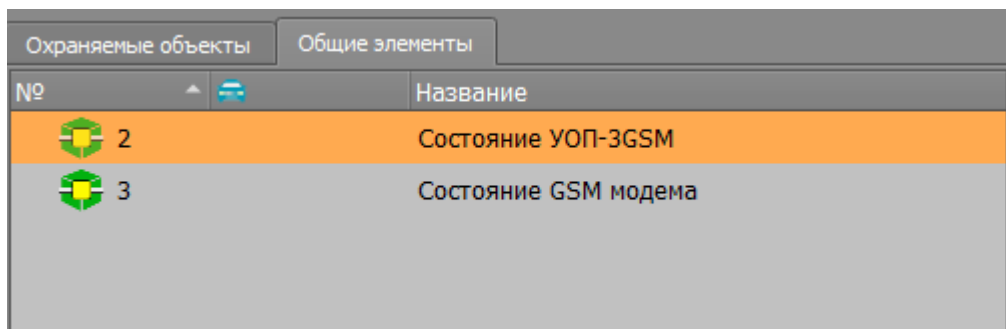 Охраняемые объекты Общие элементы
№ Название
2 Состояние УОП-3GSM
3 Состояние GSM модема